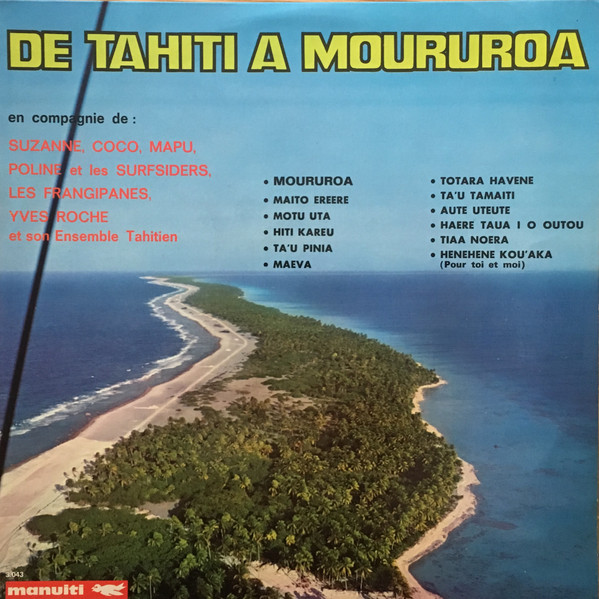 DE TAHITI A MOURUROA
en compagnie de :
SUZANNE, COCO, MAPU,
POLINE et les SURFSIDERS,
LES FRANGIPANES,
YVES ROCHE
et son Ensemble Tahitien
• MOURUROA
• MAITO EREERE
• MOTU UTA
• HITI KAREU
• TA'U PINIA
• MAEVA
• TOTARA HAVENE
• TA'U TAMAITI
• AUTE UTEUTE
• HAERE TAUA I O OUTOU
• TIAA NOERA
• HENEHENE KOU'AKA
(Pour toi et moi)
3043
manuiti